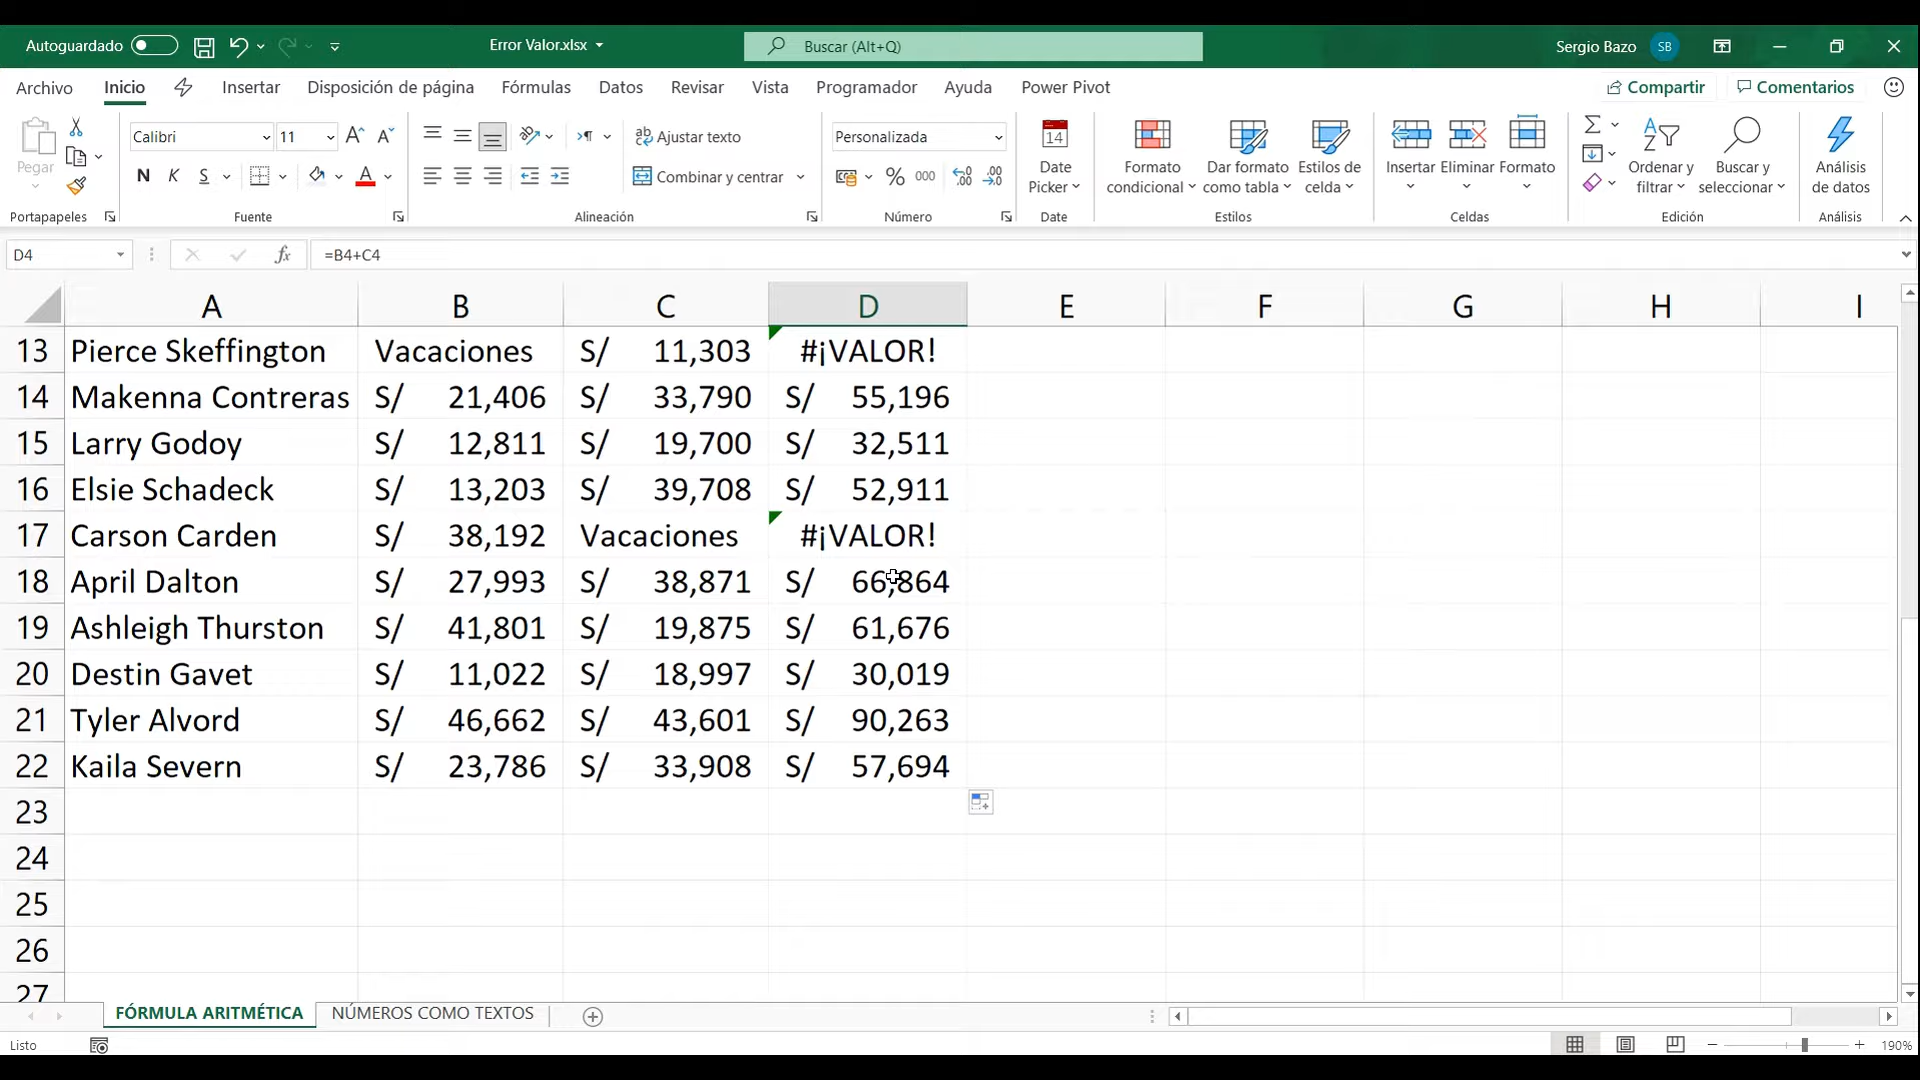 Autoguardado
Error Valor.xlsx
Buscar (Alt+Q)
Sergio Bazo SB
Archivo Inicio Insertar Disposición de página Fórmulas Datos Revisar Vista Programador Ayuda Power Pivot Compartir Comentarios
Calibri 11 Ajustar texto Personalizada
Pegar
N K S Combinar y centrar % 000
Date Picker
Formato condicional
Dar formato como tabla
Estilos de celda
Insertar Eliminar Formato
Ordenar y filtrar
Buscar y seleccionar
Análisis de datos
Portapapeles Fuente Alineación Número Date Estilos Celdas Edición Análisis
D4 fx =B4+C4
A B C D E F G H I
13 Pierce Skeffington Vacaciones S/ 11,303 #¡VALOR!
14 Makenna Contreras S/ 21,406 S/ 33,790 S/ 55,196
15 Larry Godoy S/ 12,811 S/ 19,700 S/ 32,511
16 Elsie Schadeck S/ 13,203 S/ 39,708 S/ 52,911
17 Carson Carden S/ 38,192 Vacaciones #¡VALOR!
18 April Dalton S/ 27,993 S/ 38,871 S/ 66,864
19 Ashleigh Thurston S/ 41,801 S/ 19,875 S/ 61,676
20 Destin Gavet S/ 11,022 S/ 18,997 S/ 30,019
21 Tyler Alvord S/ 46,662 S/ 43,601 S/ 90,263
22 Kaila Severn S/ 23,786 S/ 33,908 S/ 57,694
23
24
25
26
27
FÓRMULA ARITMÉTICA NÚMEROS COMO TEXTOS
Listo 190%